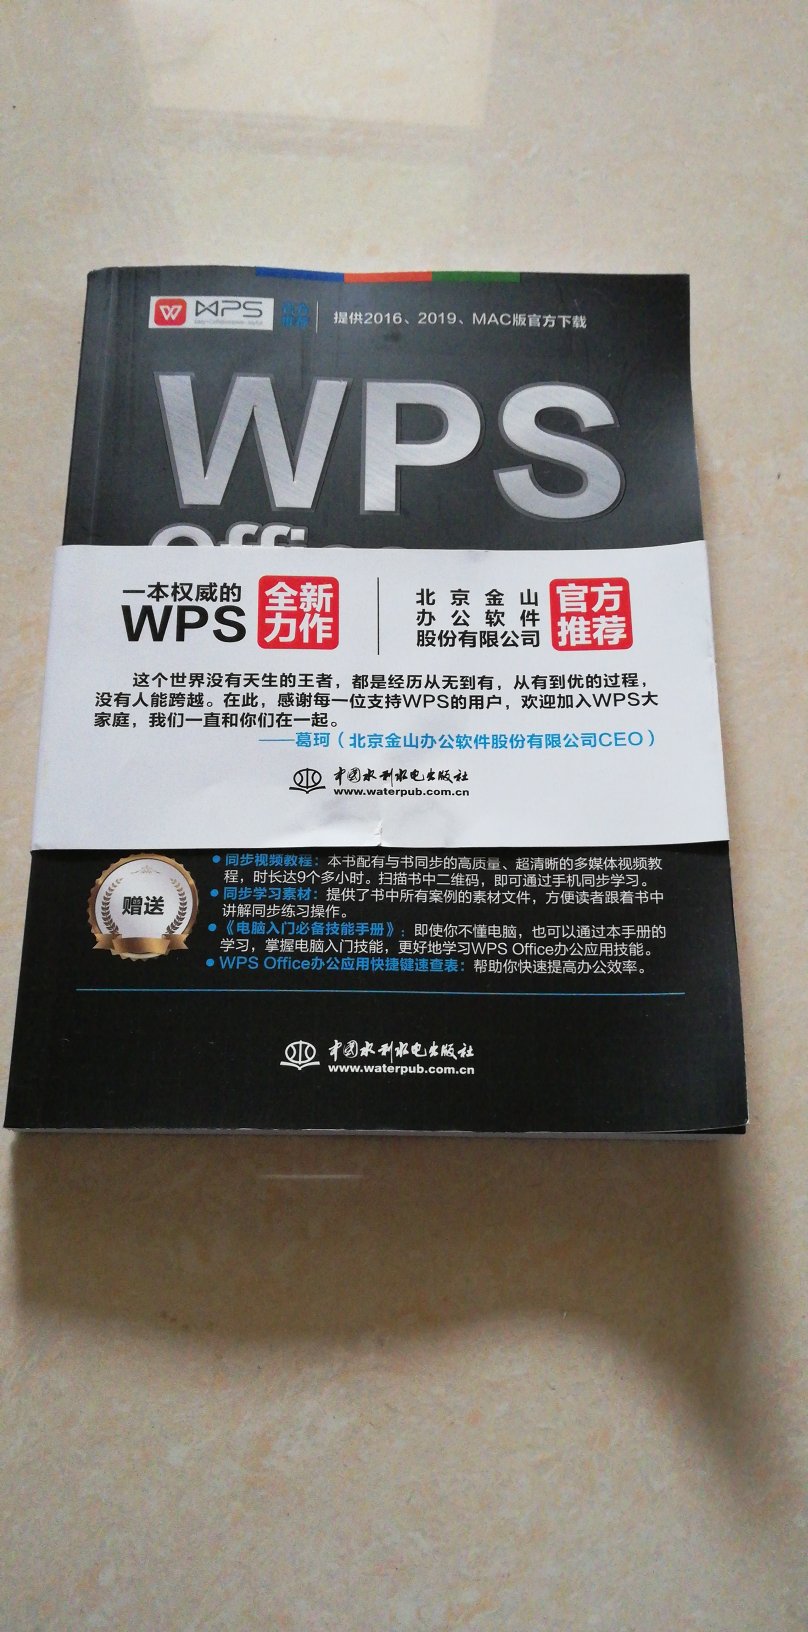 WPS
官方推荐
提供2016、2019、MAC版官方下载
WPS
Office
一本权威的
WPS
全新
力作
北京金山
办公软件
股份有限公司
官方
推荐
这个世界没有天生的王者，都是经历从无到有，从有到优的过程，
没有人能跨越。在此，感谢每一位支持WPS的用户，欢迎加入WPS大
家庭，我们一直和你们在一起。
——葛珂（北京金山办公软件股份有限公司CEO）
中国水利水电出版社
www.waterpub.com.cn
赠送
●同步视频教程：本书配有与书同步的高质量、超清晰的多媒体视频教
程，时长达9个多小时。扫描书中二维码，即可通过手机同步学习。
●同步学习素材：提供了书中所有案例的素材文件，方便读者跟着书中
讲解同步练习操作。
●《电脑入门必备技能手册》：即使你不懂电脑，也可以通过本手册的
学习，掌握电脑入门技能，更好地学习WPS Office办公应用技能。
●WPS Office办公应用快捷键速查表：帮助你快速提高办公效率。
中国水利水电出版社
www.waterpub.com.cn